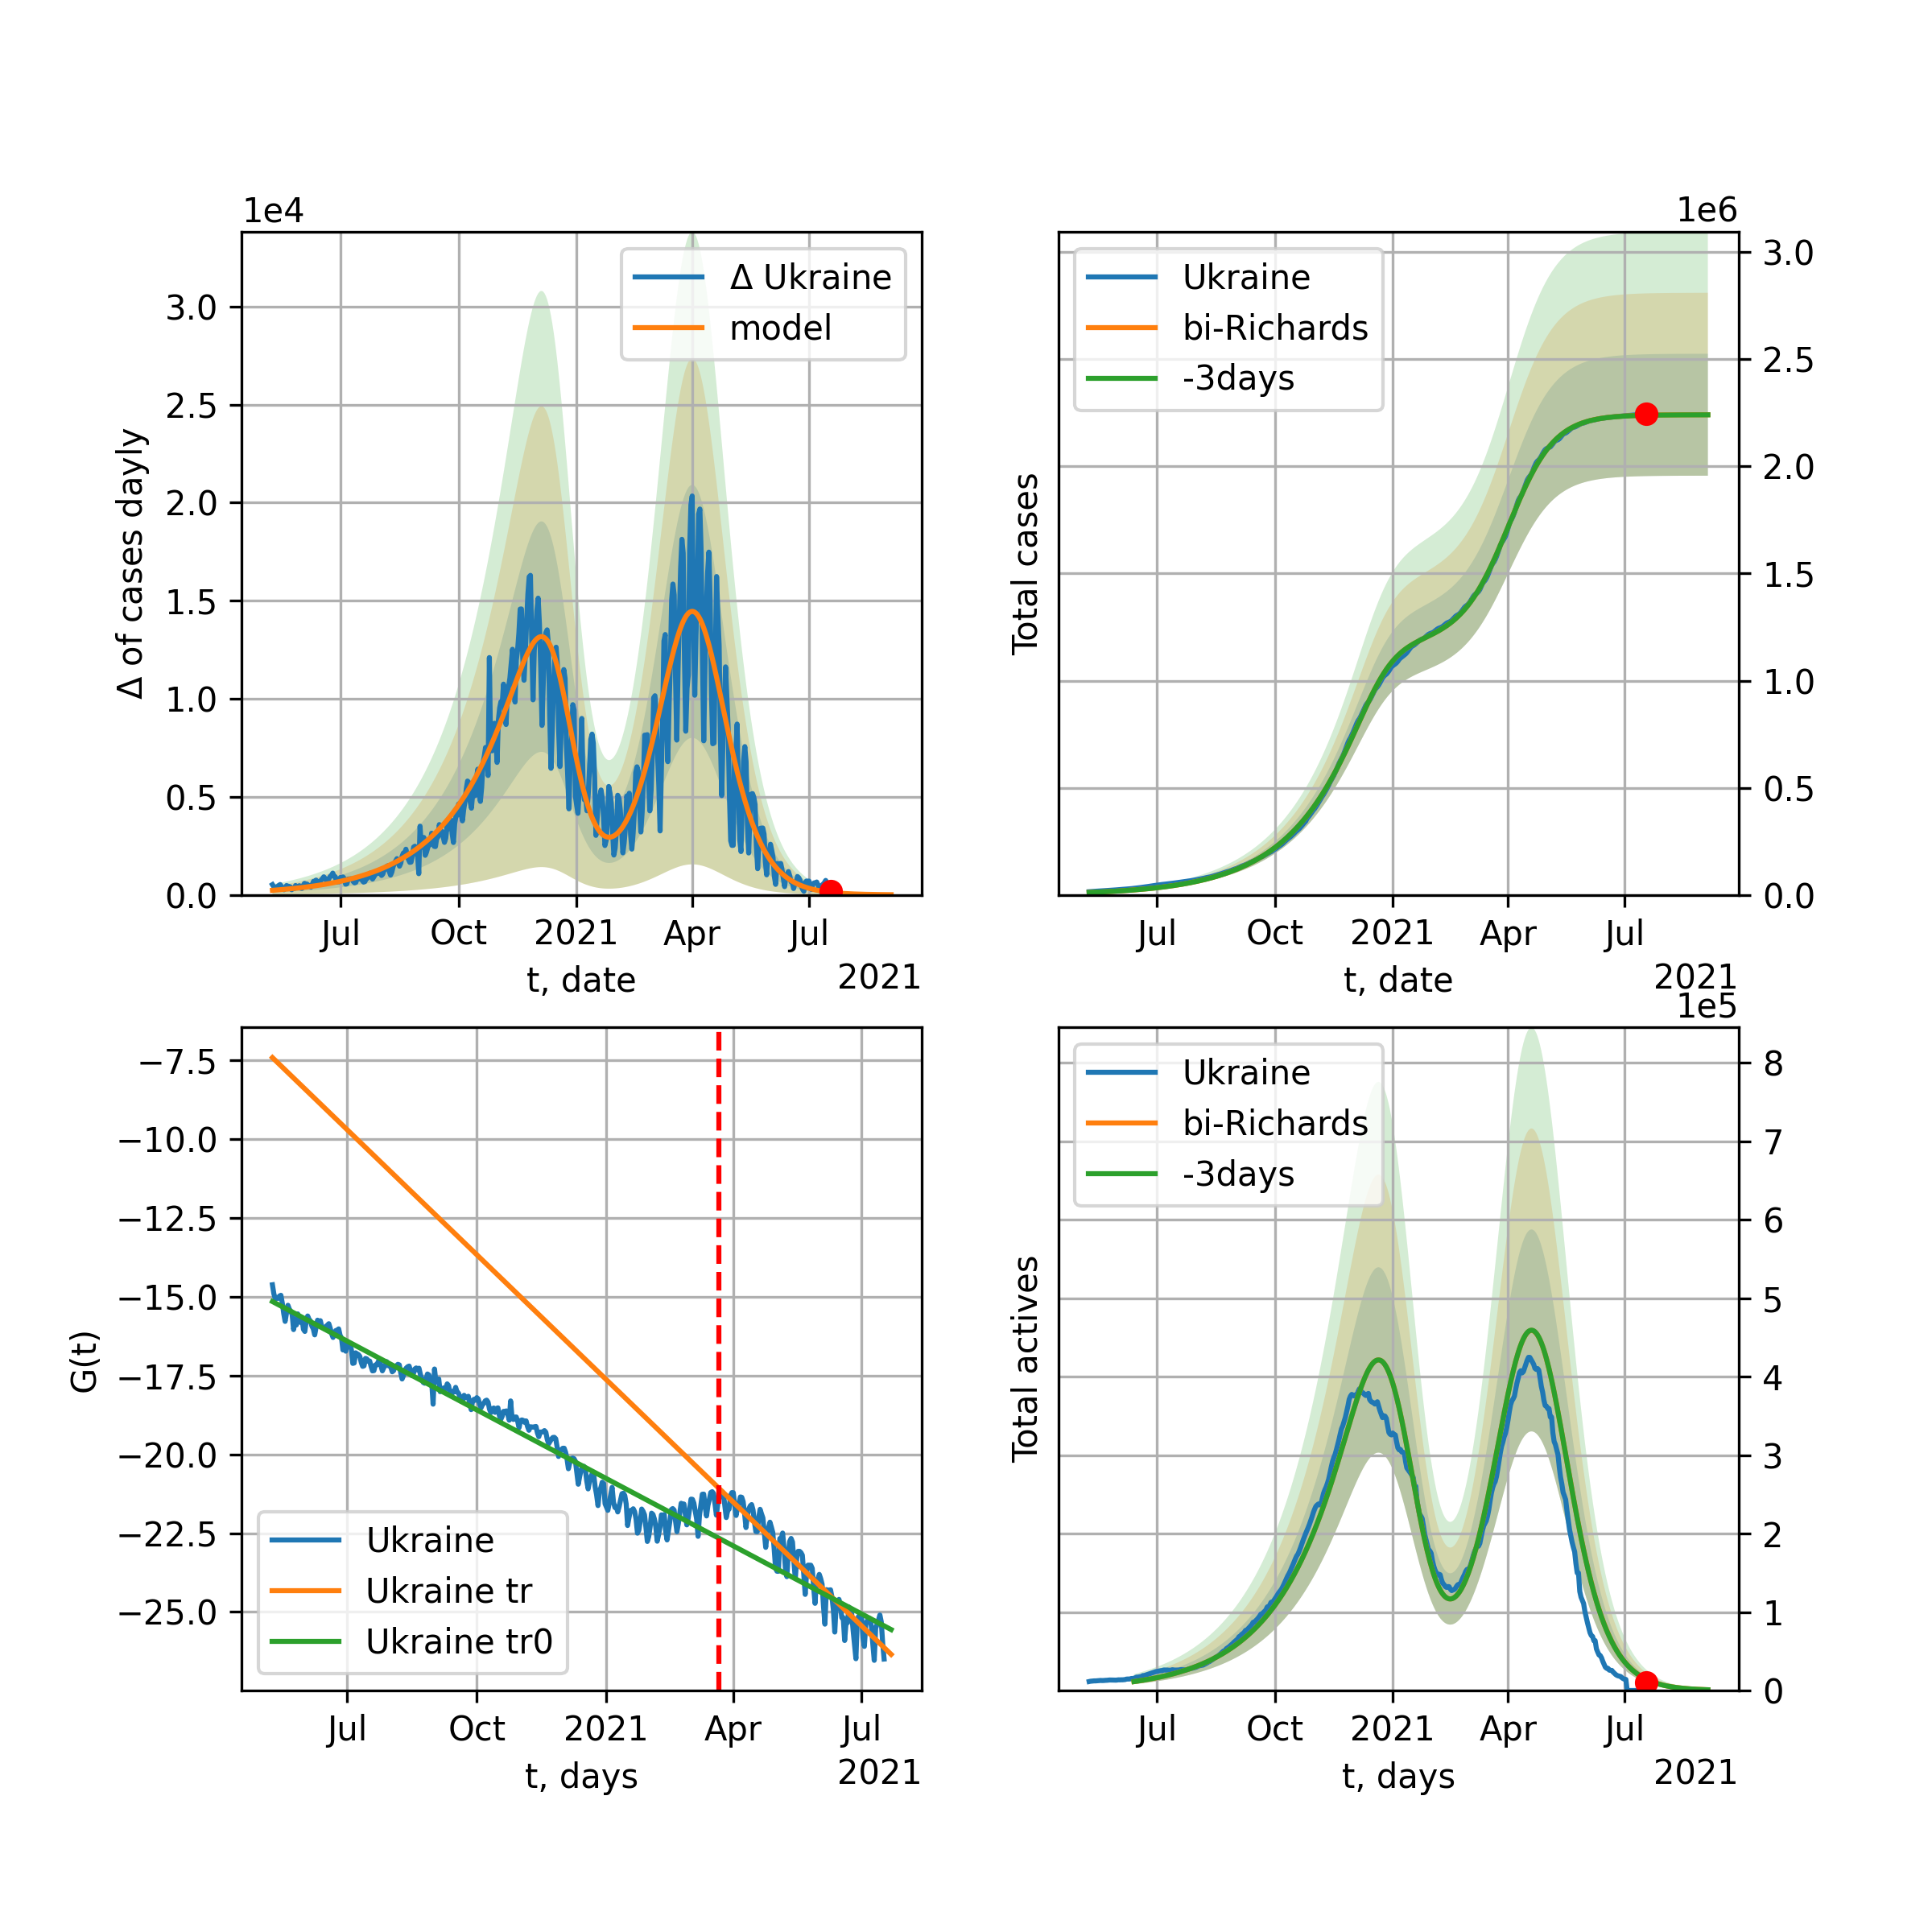 1e4
Δ of cases dayly
3.0
2.5
2.0
1.5
1.0
0.5
0.0
Δ Ukraine
model
Jul
Oct
2021
Apr
Jul
t, date
2021
1e6
Total cases
Ukraine
bi-Richards
-3days
3.0
2.5
2.0
1.5
1.0
0.5
0.0
Jul
Oct
2021
Apr
Jul
t, date
2021
G(t)
−7.5
−10.0
−12.5
−15.0
−17.5
−20.0
−22.5
−25.0
Ukraine
Ukraine tr
Ukraine tr0
Jul
Oct
2021
Apr
Jul
t, days
2021
1e5
Total actives
Ukraine
bi-Richards
-3days
8
7
6
5
4
3
2
1
0
Jul
Oct
2021
Apr
Jul
t, days
2021